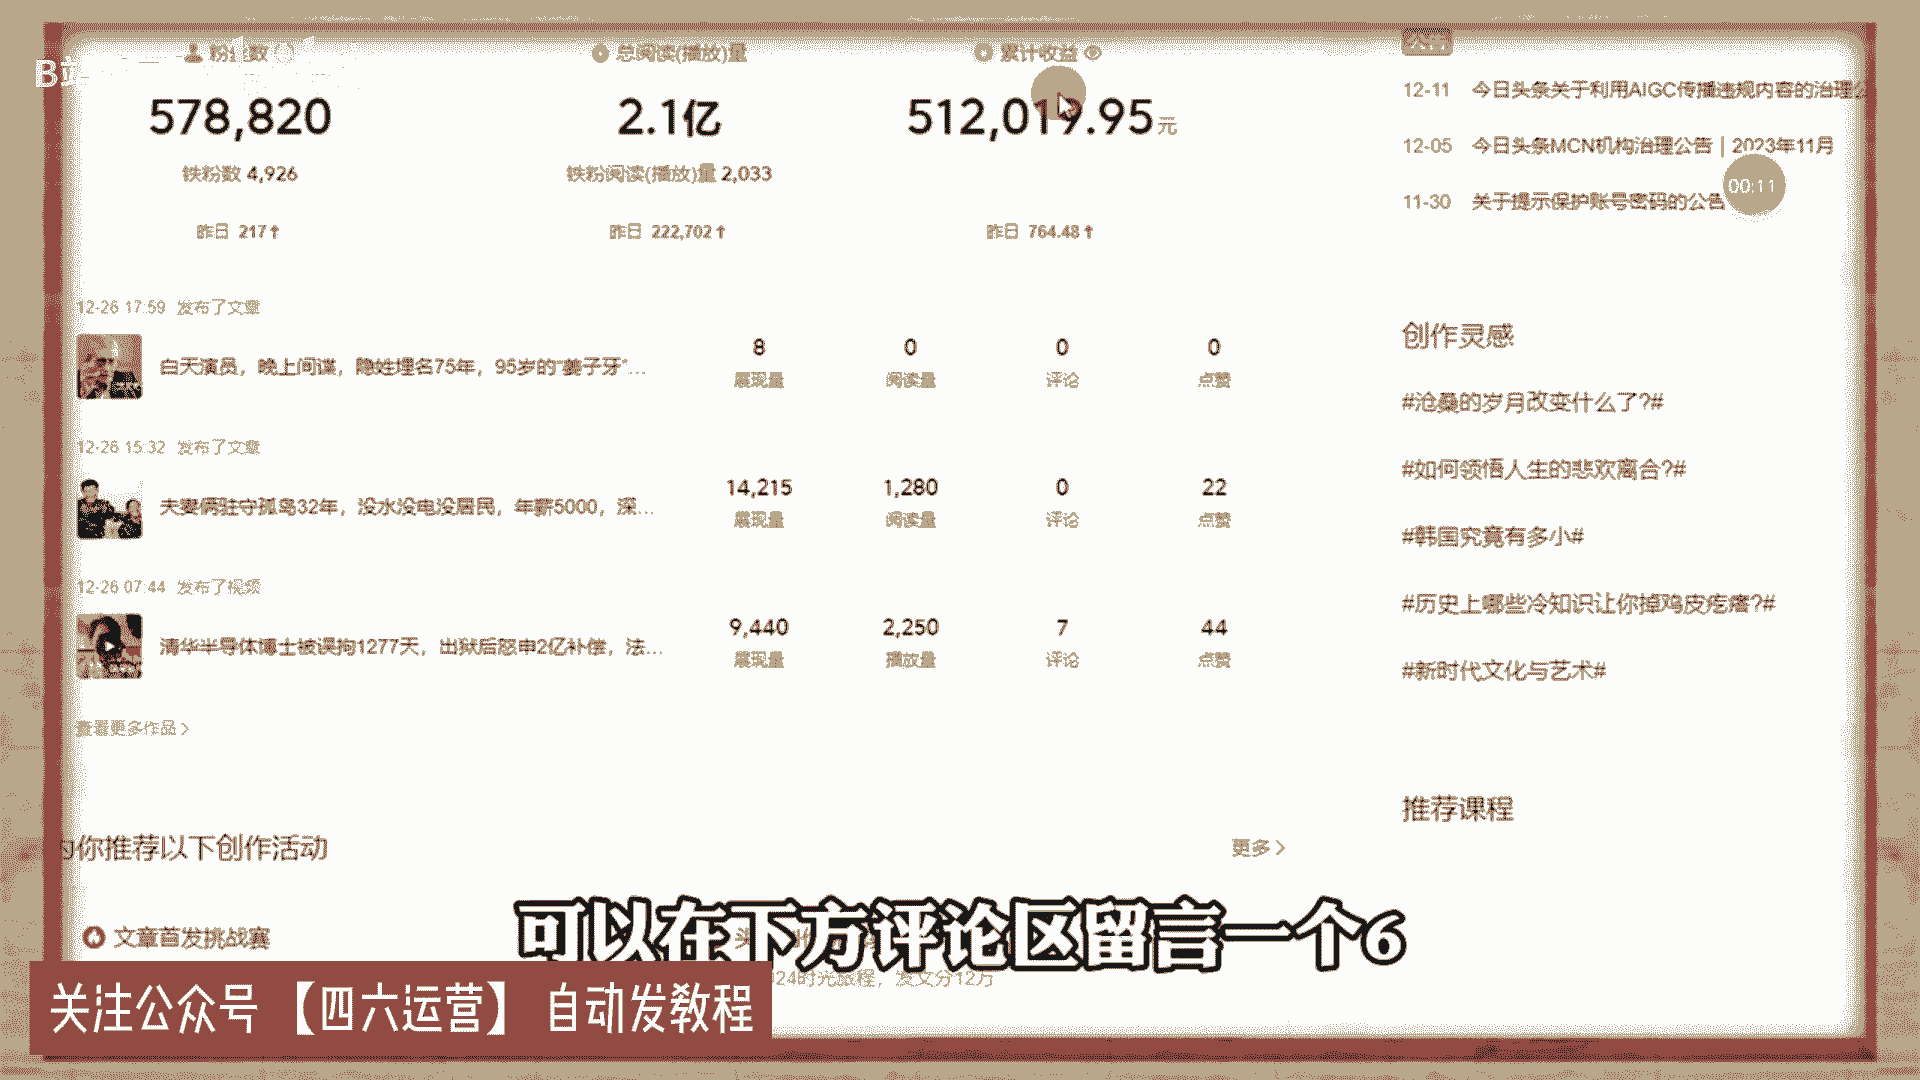 粉丝数
总阅读(播放)量
累计收益
578,820
2.1亿
512,019.95元
铁粉数 4,926
铁粉阅读(播放)量 2,033
昨日 217↑
昨日 222,702↑
昨日 764.48↑
12-11 今日头条关于利用AIGC传播违规内容的治理公
12-05 今日头条MCN机构治理公告｜2023年11月
11-30 关于提示保护账号密码的公告
00:11
12-26 17:59 发布了文章
白天演员，晚上间谍，隐姓埋名75年，95岁的“姜子牙”...
8
0
0
0
展现量
阅读量
评论
点赞
12-26 15:32 发布了文章
夫妻俩驻守孤岛32年，没水没电没居民，年薪5000，深...
14,215
1,280
0
22
展现量
阅读量
评论
点赞
12-26 07:44 发布了视频
清华半导体博士被误拘1277天，出狱后怒申2亿补偿，法...
9,440
2,250
7
44
展现量
播放量
评论
点赞
查看更多作品
创作灵感
#沧桑的岁月改变什么了?#
#如何领悟人生的悲欢离合?#
#韩国究竟有多小#
#历史上哪些冷知识让你掉鸡皮疙瘩?#
#新时代文化与艺术#
推荐课程
为你推荐以下创作活动
更多
文章首发挑战赛
24时光旅程，发文分12万
可以在下方评论区留言一个6
关注公众号 【四六运营】 自动发教程